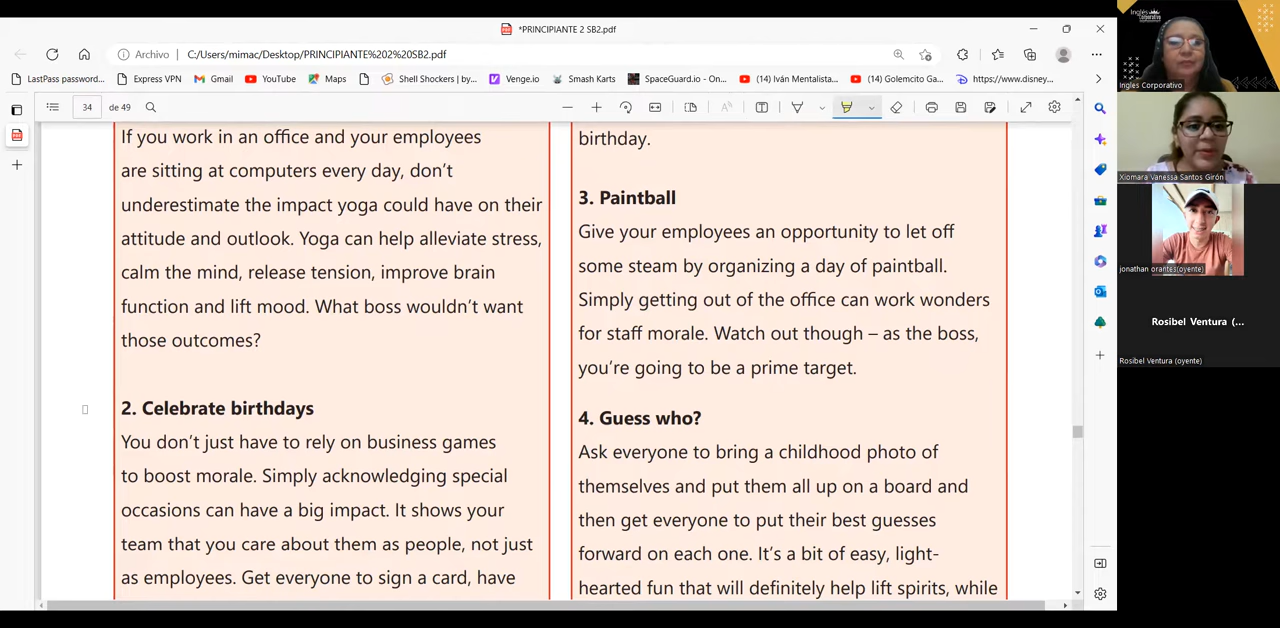 *PRINCIPIANTE 2 SB2.pdf
Archivo
C:/Users/mimac/Desktop/PRINCIPIANTE%202%20SB2.pdf
LastPass password...
Express VPN
Gmail
YouTube
Maps
Shell Shockers | by...
Venge.io
Smash Karts
SpaceGuard.io - On...
(14) Iván Mentalista...
(14) Golemcito Ga...
https://www.disney...
34
de 49
If you work in an office and your employees
are sitting at computers every day, don't
underestimate the impact yoga could have on their
attitude and outlook. Yoga can help alleviate stress,
calm the mind, release tension, improve brain
function and lift mood. What boss wouldn't want
those outcomes?
2. Celebrate birthdays
You don't just have to rely on business games
to boost morale. Simply acknowledging special
occasions can have a big impact. It shows your
team that you care about them as people, not just
as employees. Get everyone to sign a card, have
birthday.
3. Paintball
Give your employees an opportunity to let off
some steam by organizing a day of paintball.
Simply getting out of the office can work wonders
for staff morale. Watch out though – as the boss,
you're going to be a prime target.
4. Guess who?
Ask everyone to bring a childhood photo of
themselves and put them all up on a board and
then get everyone to put their best guesses
forward on each one. It's a bit of easy, light-
hearted fun that will definitely help lift spirits, while
Inglés
Corporativo
Ingles Corporativo
Xiomara Vanessa Santos Girón
jonathan orantes(oyente)
Rosibel Ventura (...
Rosibel Ventura (oyente)